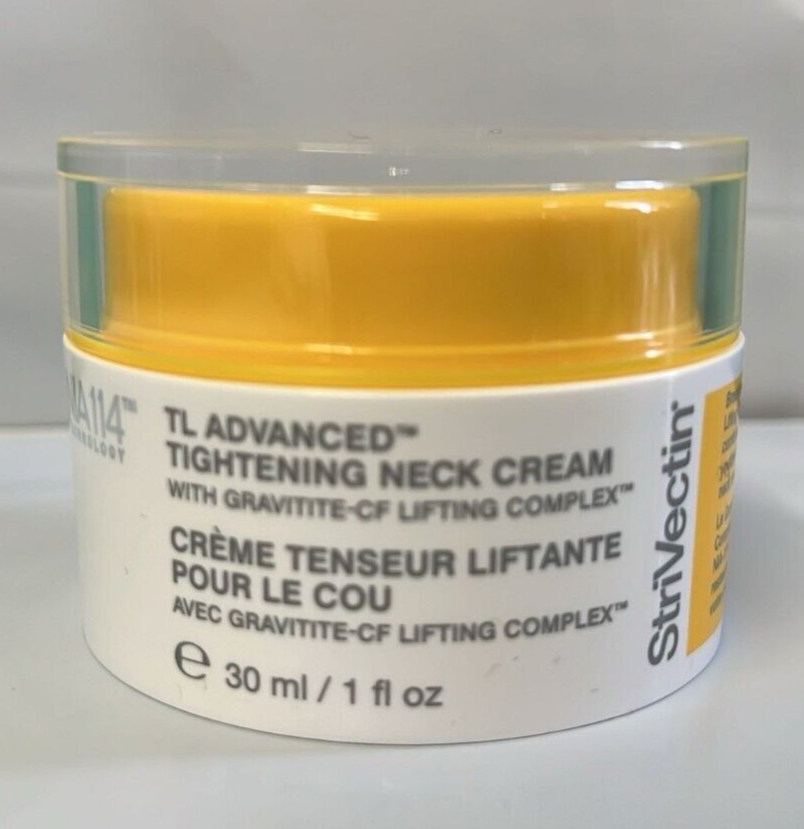 114™
TL ADVANCED™
TIGHTENING NECK CREAM
WITH GRAVITITE-CF LIFTING COMPLEX™
CRÈME TENSEUR LIFTANTE
POUR LE COU
AVEC GRAVITITE-CF LIFTING COMPLEX™
e 30 ml / 1 fl oz
StriVectin®